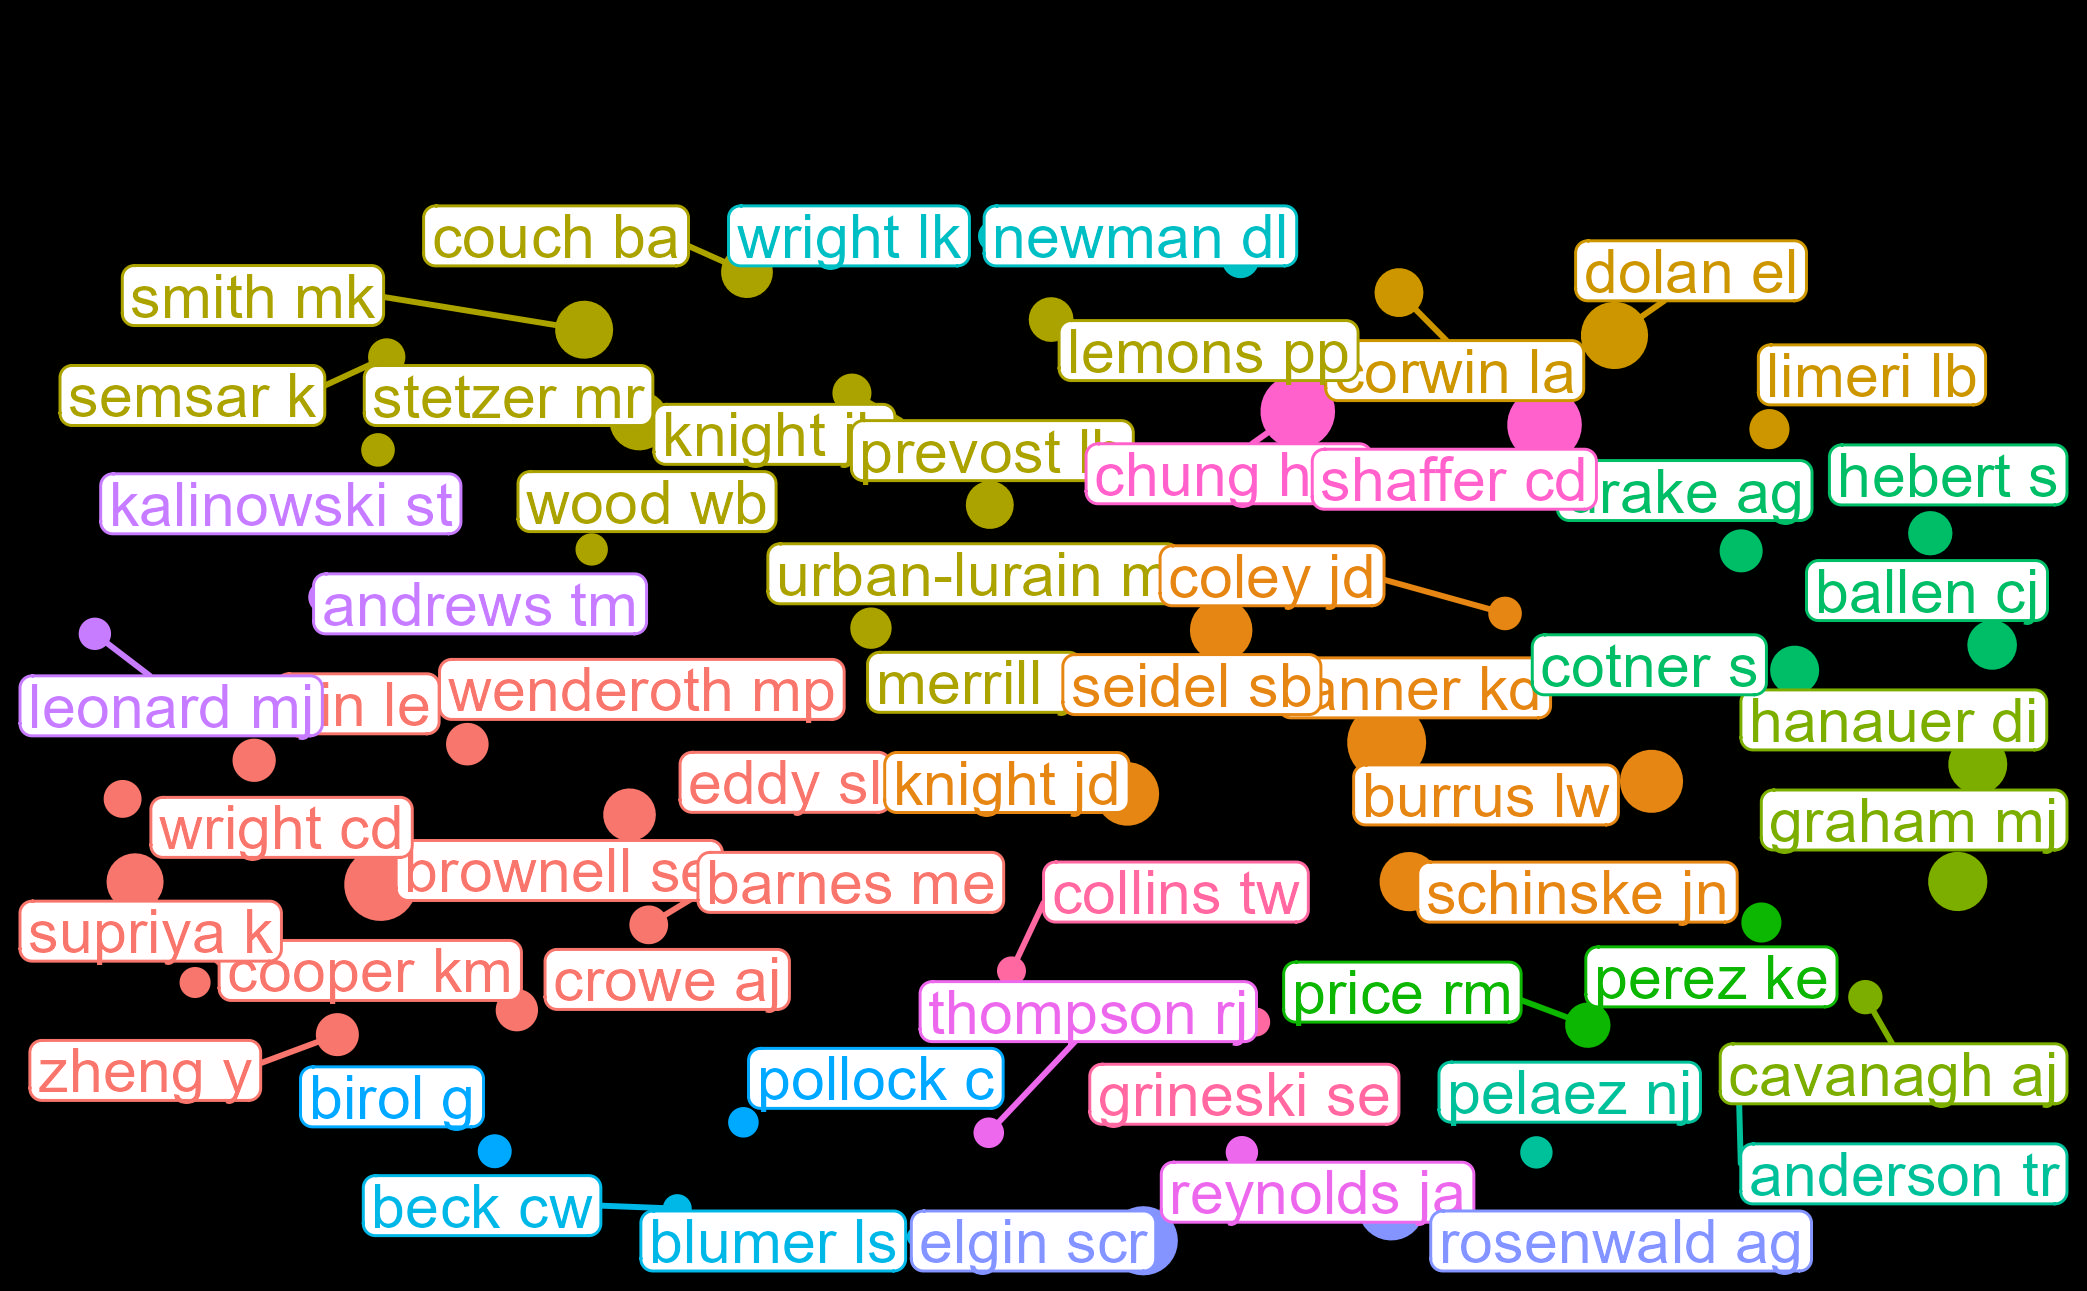 couch ba
wright lk
newman dl
dolan el
smith mk
lemons pp
corwin la
limeri lb
semsar k
stetzer mr
knight
prevost
chung h
shaffer cd
drake ag
hebert s
kalinowski st
wood wb
urban-lurain m
coley jd
ballen cj
andrews tm
leonard mj
in le
wenderoth mp
merrill
seidel sb
tanner kd
cotner s
hanauer di
eddy sl
knight jd
burrus lw
graham mj
wright cd
brownell se
barnes me
collins tw
schinske jn
supriya k
cooper km
crowe aj
thompson rj
price rm
perez ke
zheng y
birol g
pollock c
grineski se
pelaez nj
cavanagh aj
beck cw
blumer ls
elgin scr
reynolds ja
rosenwald ag
anderson tr